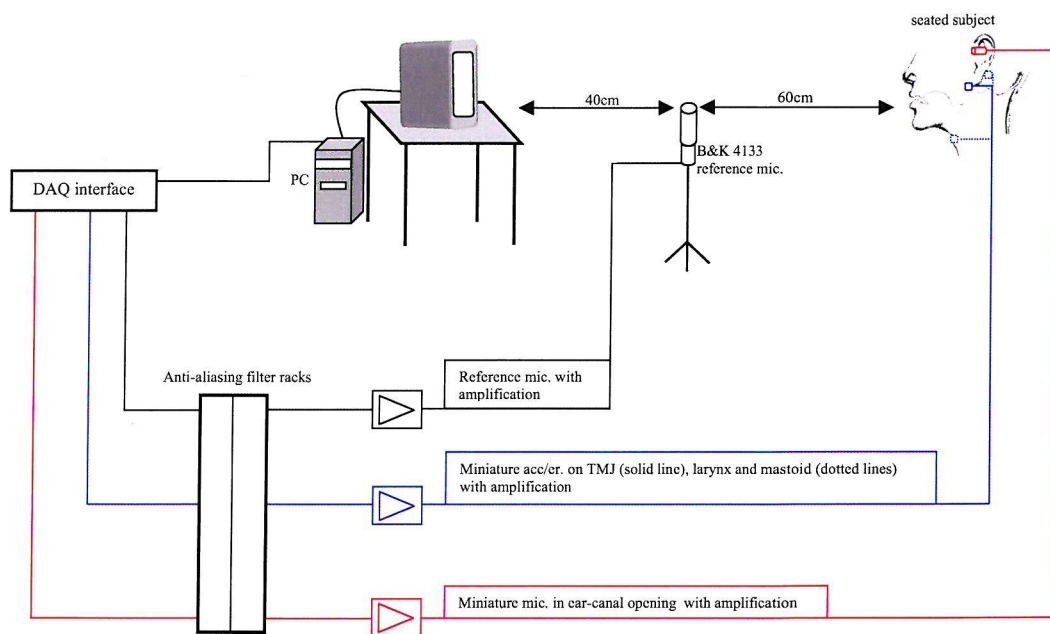 seated subject
40cm
60cm
B&K 4133
reference mic.
PC
DAQ interface
Anti-aliasing filter racks
Reference mic. with
amplification
Miniature acc/er. on TMJ (solid line), larynx and mastoid (dotted lines)
with amplification
Miniature mic. in car-canal opening with amplification